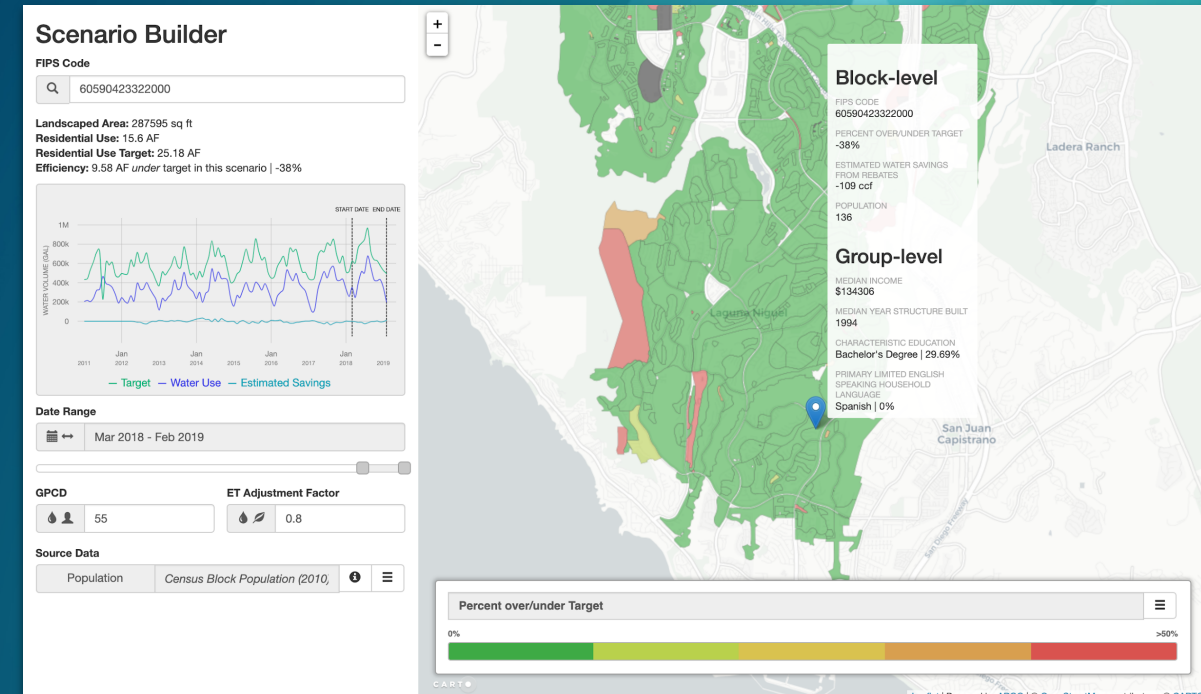 Scenario Builder
FIPS Code
60590423322000
Landscaped Area: 287595 sq ft
Residential Use: 15.6 AF
Residential Use Target: 25.18 AF
Efficiency: 9.58 AF under target in this scenario | -38%
START DATE END DATE
WATER VOLUME (GAL)
1M
800k
600k
400k
200k
0
Jan Jan Jan Jan
2011 2012 2013 2014 2015 2016 2017 2018 2019
Target Water Use Estimated Savings
Date Range
Mar 2018 - Feb 2019
GPCD ET Adjustment Factor
55 0.8
Source Data
Population Census Block Population (2010,
+
-
Block-level
FIPS CODE
60590423322000
PERCENT OVER/UNDER TARGET
-38%
ESTIMATED WATER SAVINGS
FROM REBATES
-109 ccf
POPULATION
136
Group-level
MEDIAN INCOME
$134306
MEDIAN YEAR STRUCTURE BUILT
1994
CHARACTERISTIC EDUCATION
Bachelor's Degree | 29.69%
PRIMARY LIMITED ENGLISH
SPEAKING HOUSEHOLD
LANGUAGE
Spanish | 0%
Ladera Ranch
Laguna Niguel
San Juan
Capistrano
San Diego Freeway
Percent over/under Target
0% >50%
CARTO